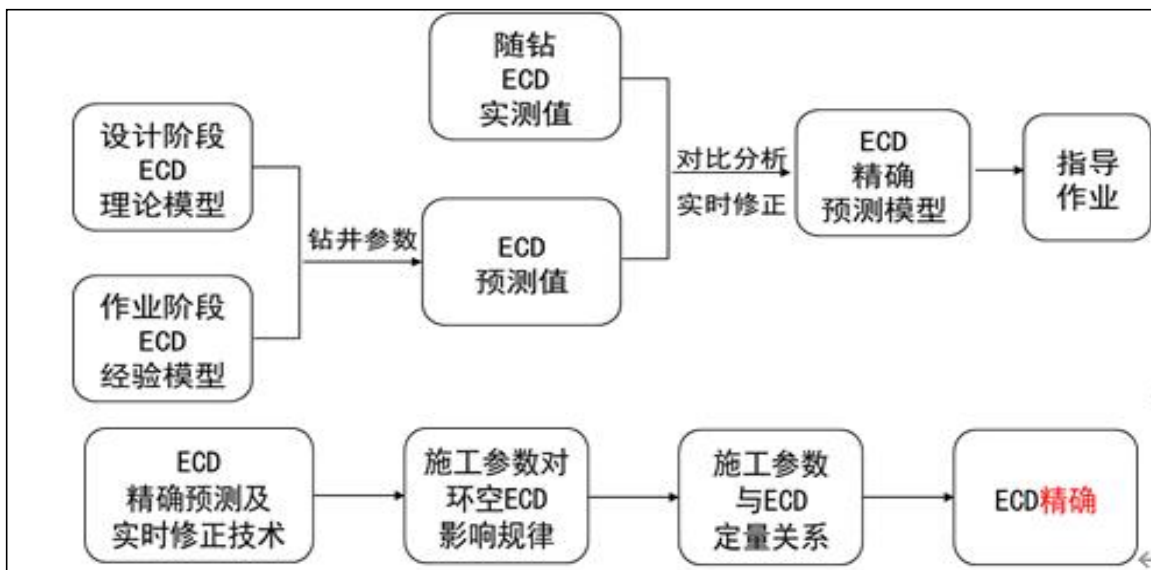 随钻
ECD
实测值
设计阶段
ECD
理论模型
作业阶段
ECD
经验模型
钻井参数
ECD
预测值
对比分析
实时修正
ECD
精确
预测模型
指导
作业
ECD
精确预测及
实时修正技术
施工参数对
环空ECD
影响规律
施工参数
与ECD
定量关系
ECD精确